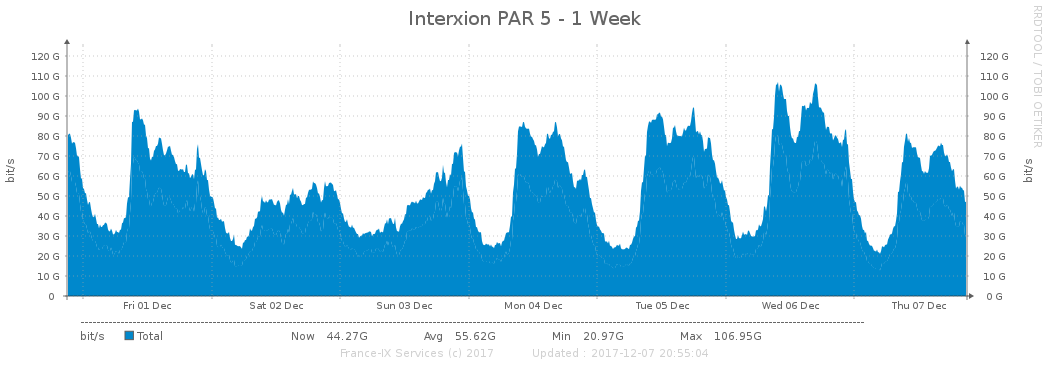 Interxion PAR 5 - 1 Week
RRDTOOL / TOBI OETIKER
bit/s
bit/s
120 G 120 G
110 G 110 G
100 G 100 G
90 G 90 G
80 G 80 G
70 G 70 G
60 G 60 G
50 G 50 G
40 G 40 G
30 G 30 G
20 G 20 G
10 G 10 G
0 0 G
Fri 01 Dec Sat 02 Dec Sun 03 Dec Mon 04 Dec Tue 05 Dec Wed 06 Dec Thu 07 Dec
bit/s Total Now 44.27G Avg 55.62G Min 20.97G Max 106.95G
France-IX Services (c) 2017 Updated : 2017-12-07 20:55:04